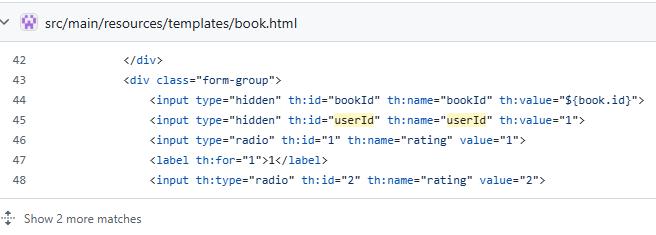 src/main/resources/templates/book.html
42 </div>
43 <div class="form-group">
44 <input type="hidden" th:id="bookId" th:name="bookId" th:value="${book.id}">
45 <input type="hidden" th:id="userId" th:name="userId" th:value="1">
46 <input type="radio" th:id="1" th:name="rating" value="1">
47 <label th:for="1">1</label>
48 <input th:type="radio" th:id="2" th:name="rating" value="2">
Show 2 more matches